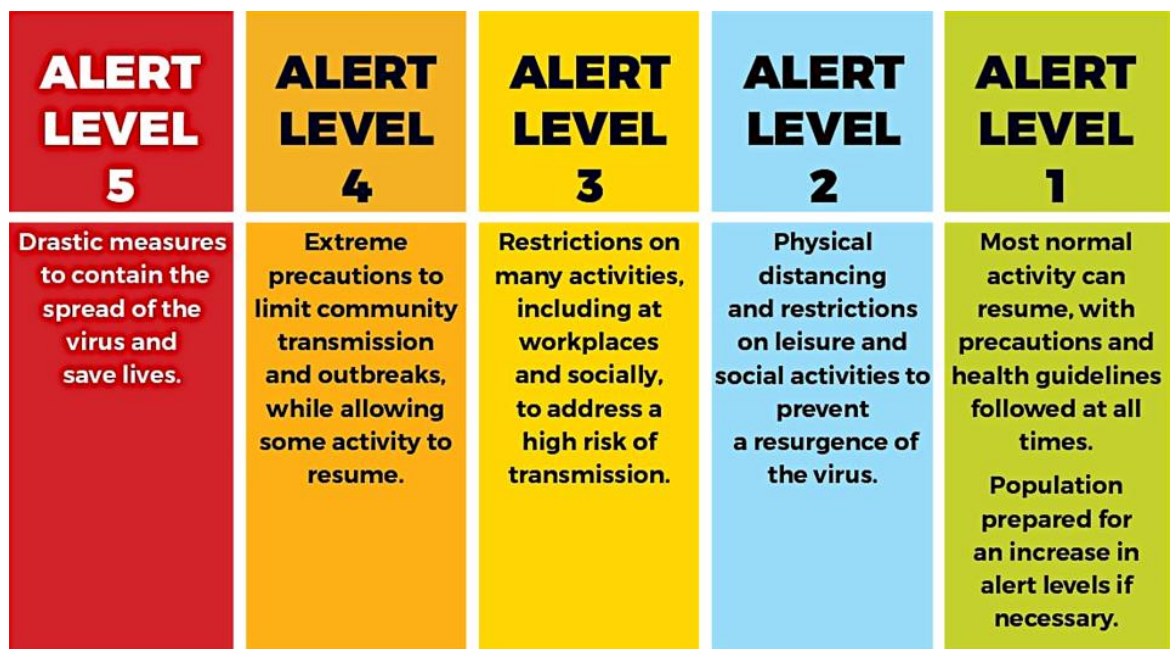 ALERT
LEVEL
5
Drastic measures
to contain the
spread of the
virus and
save lives.
ALERT
LEVEL
4
Extreme
precautions to
limit community
transmission
and outbreaks,
while allowing
some activity to
resume.
ALERT
LEVEL
3
Restrictions on
many activities,
including at
workplaces
and socially,
to address a
high risk of
transmission.
ALERT
LEVEL
2
Physical
distancing
and restrictions
on leisure and
social activities to
prevent
a resurgence of
the virus.
ALERT
LEVEL
1
Most normal
activity can
resume, with
precautions and
health guidelines
followed at all
times.
Population
prepared for
an increase in
alert levels if
necessary.